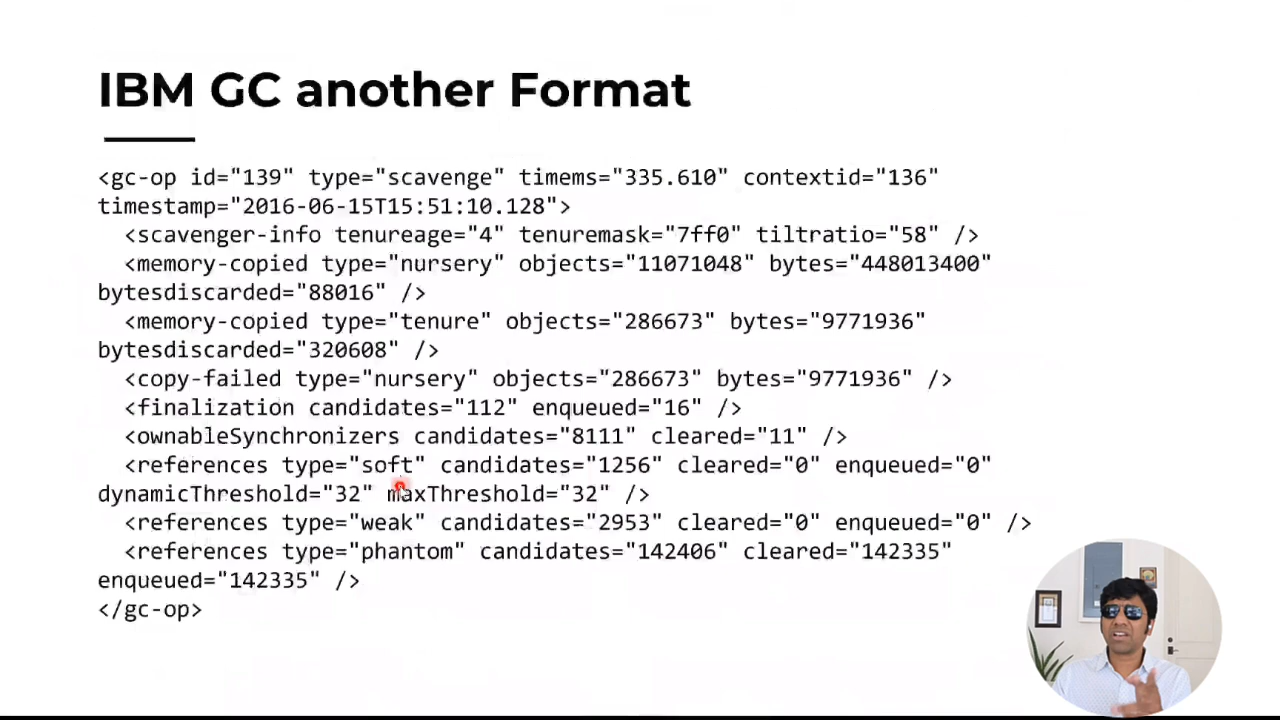 IBM GC another Format
<gc-op id="139" type="scavenge" timems="335.610" contextid="136"
timestamp="2016-06-15T15:51:10.128">
  <scavenger-info tenureage="4" tenuremask="7ff0" tiltratio="58" />
  <memory-copied type="nursery" objects="11071048" bytes="448013400"
bytesdiscarded="88016" />
  <memory-copied type="tenure" objects="286673" bytes="9771936"
bytesdiscarded="320608" />
  <copy-failed type="nursery" objects="286673" bytes="9771936" />
  <finalization candidates="112" enqueued="16" />
  <ownableSynchronizers candidates="8111" cleared="11" />
  <references type="soft" candidates="1256" cleared="0" enqueued="0"
dynamicThreshold="32" maxThreshold="32" />
  <references type="weak" candidates="2953" cleared="0" enqueued="0" />
  <references type="phantom" candidates="142406" cleared="142335"
enqueued="142335" />
</gc-op>